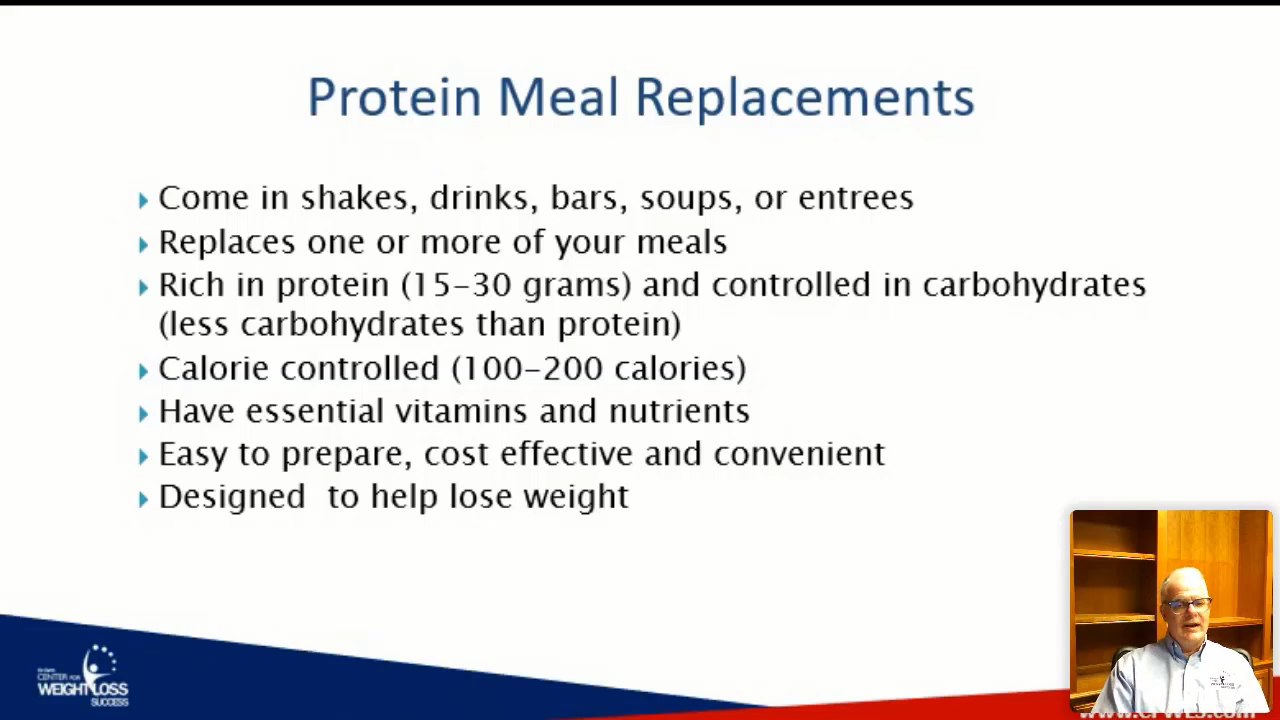 Protein Meal Replacements
Come in shakes, drinks, bars, soups, or entrees
Replaces one or more of your meals
Rich in protein (15-30 grams) and controlled in carbohydrates
(less carbohydrates than protein)
Calorie controlled (100-200 calories)
Have essential vitamins and nutrients
Easy to prepare, cost effective and convenient
Designed  to help lose weight
CENTER FOR
WEIGHT LOSS
SUCCESS